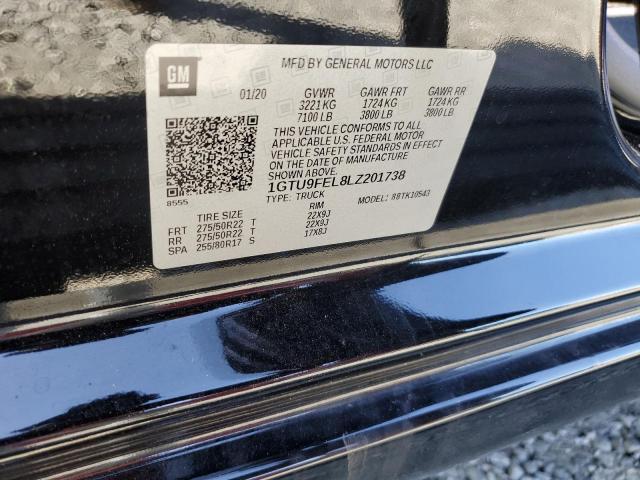 GM
MFD BY GENERAL MOTORS LLC
01/20 GVWR GAWR FRT GAWR RR
3221 KG 1724 KG 1724 KG
7100 LB 3800 LB 3800 LB
THIS VEHICLE CONFORMS TO ALL
APPLICABLE U.S. FEDERAL MOTOR
VEHICLE SAFETY STANDARDS IN EFFECT
ON THE DATE OF MANUFACTURE
SHOWN ABOVE.
1GTU9FEL8LZ201738
8555 TYPE: TRUCK MODEL: 88TK10543
TIRE SIZE RIM
FRT 275/50R22 T 22X9J
RR 275/50R22 T 22X9J
SPA 255/80R17 S 17X8J